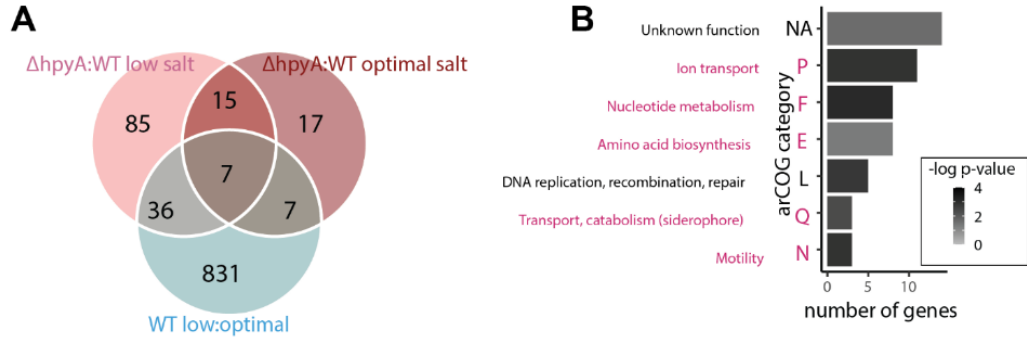 A
ΔhpyA:WT low salt
ΔhpyA:WT optimal salt
85
15
17
7
36
7
831
WT low:optimal
B
Unknown function
NA
Ion transport
P
Nucleotide metabolism
F
Amino acid biosynthesis
E
DNA replication, recombination, repair
L
Transport, catabolism (siderophore)
Q
Motility
N
arCOG category
0
5
10
number of genes
-log p-value
4
2
0